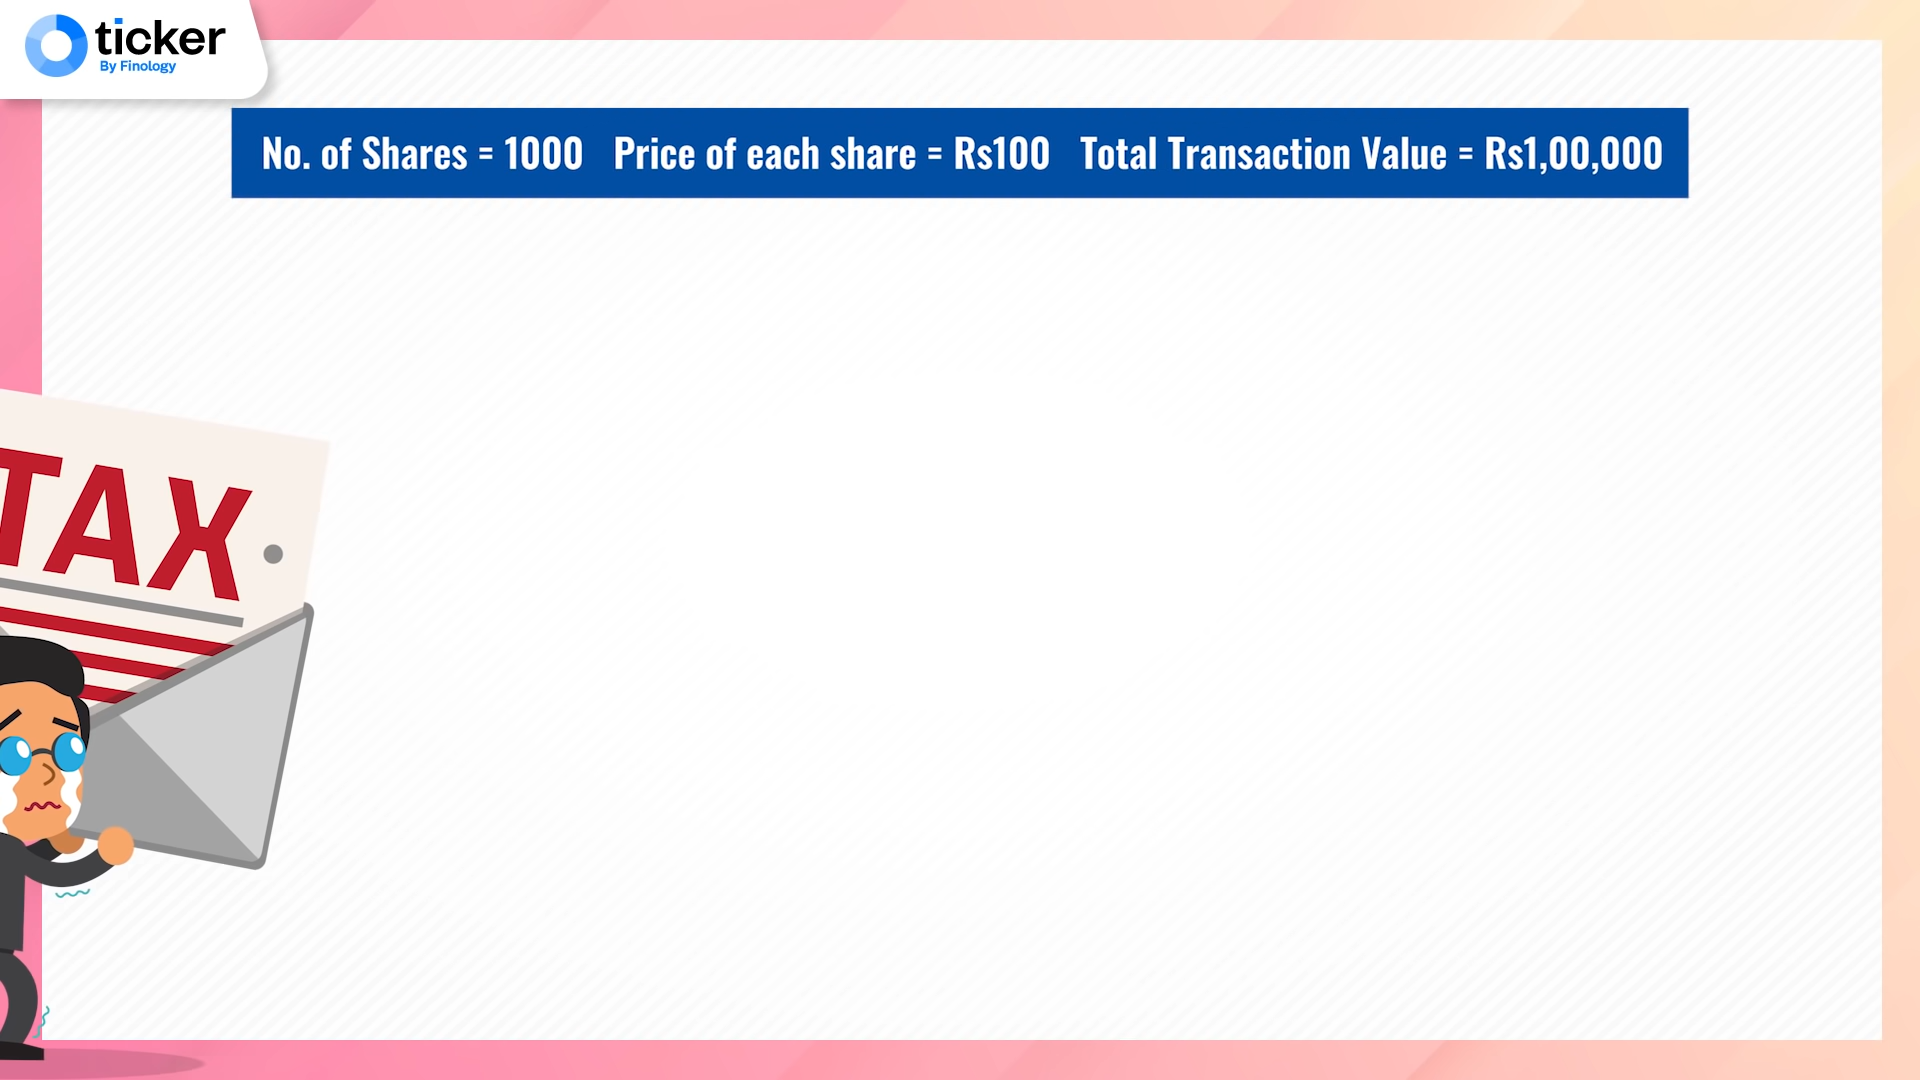 ticker
By Finology
No. of Shares = 1000 Price of each share = Rs100 Total Transaction Value = Rs1,00,000
TAX